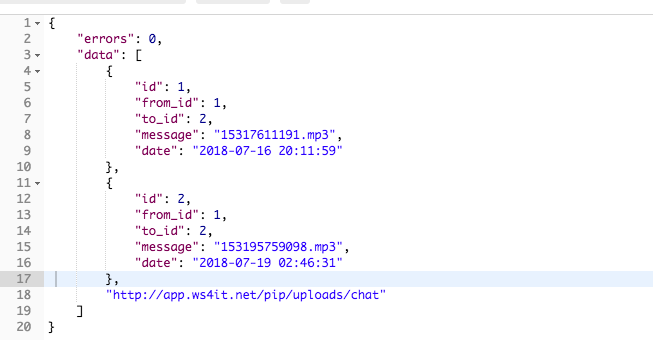 1 {
2 "errors": 0,
3 "data": [
4 {
5 "id": 1,
6 "from_id": 1,
7 "to_id": 2,
8 "message": "15317611191.mp3",
9 "date": "2018-07-16 20:11:59"
10 },
11 {
12 "id": 2,
13 "from_id": 1,
14 "to_id": 2,
15 "message": "153195759098.mp3",
16 "date": "2018-07-19 02:46:31"
17 },
18 "http://app.ws4it.net/pip/uploads/chat"
19 ]
20 }